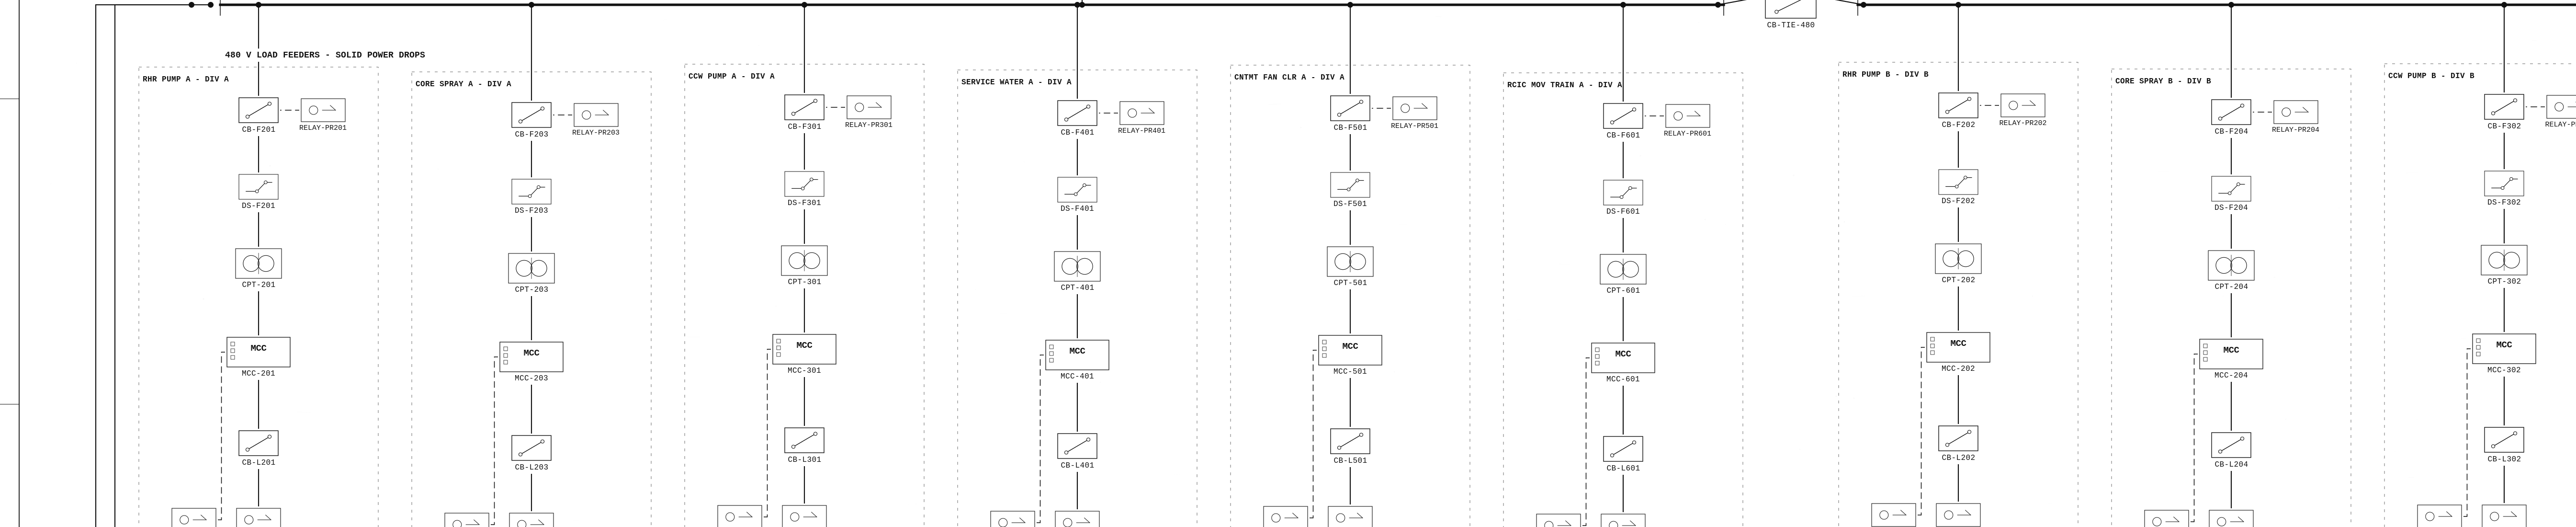 CB-TIE-480
480 V LOAD FEEDERS - SOLID POWER DROPS
RHR PUMP A - DIV A
CB-F201
RELAY-PR201
DS-F201
CPT-201
MCC
MCC-201
CB-L201
CORE SPRAY A - DIV A
CB-F203
RELAY-PR203
DS-F203
CPT-203
MCC
MCC-203
CB-L203
CCW PUMP A - DIV A
CB-F301
RELAY-PR301
DS-F301
CPT-301
MCC
MCC-301
CB-L301
SERVICE WATER A - DIV A
CB-F401
RELAY-PR401
DS-F401
CPT-401
MCC
MCC-401
CB-L401
CNTMT FAN CLR A - DIV A
CB-F501
RELAY-PR501
DS-F501
CPT-501
MCC
MCC-501
CB-L501
RCIC MOV TRAIN A - DIV A
CB-F601
RELAY-PR601
DS-F601
CPT-601
MCC
MCC-601
CB-L601
RHR PUMP B - DIV B
CB-F202
RELAY-PR202
DS-F202
CPT-202
MCC
MCC-202
CB-L202
CORE SPRAY B - DIV B
CB-F204
RELAY-PR204
DS-F204
CPT-204
MCC
MCC-204
CB-L204
CCW PUMP B - DIV B
CB-F302
DS-F302
CPT-302
MCC
MCC-302
CB-L302